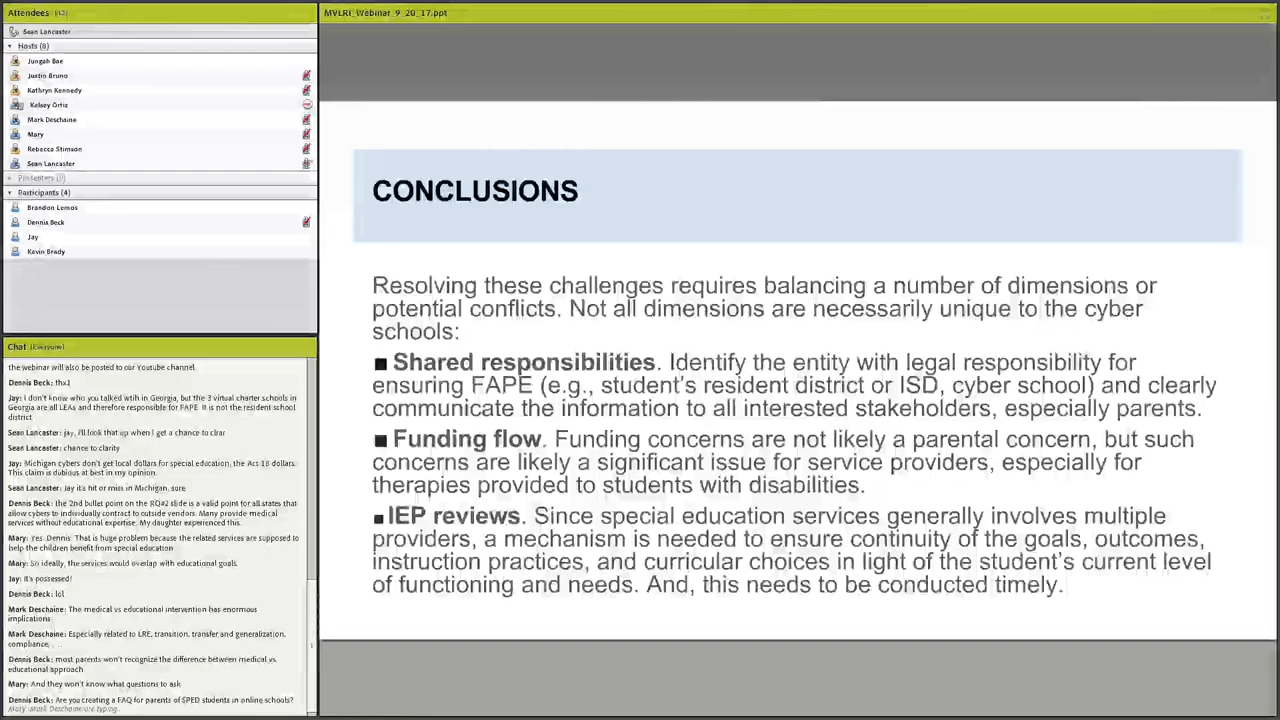 Attendees (12)
Sean Lancaster
Hosts (8)
Jungah Bae
Justin Bruno
Kathryn Kennedy
Kelsey Ortiz
Mark Deschaine
Mary
Rebecca Stimson
Sean Lancaster
Presenters (0)
Participants (4)
Brandon Lemos
Dennis Beck
Jay
Kevin Brady
Chat (Everyone)
the webinar will also be posted to our Youtube channel
Dennis Beck: thx!
Jay: I don't know who you talked with in Georgia, but the 3 virtual charter schools in
Georgia are all LEAs and therefore responsible for FAPE. It is not the resident school
district
Sean Lancaster: jay, i'll look that up when I get a chance to clar
Sean Lancaster: chance to clarity
Jay: Michigan cybers don't get local dollars for special education, the Act 18 dollars.
This claim is dubious at best in my opinion.
Sean Lancaster: Jay it's hit or miss in Michigan, sure
Dennis Beck: the 2nd bullet point on the RQ#2 slide is a valid point for all states that
allow cybers to individually contract to outside vendors. Many provide medical
services without educational expertise. My daughter experienced this.
Mary: Yes, Dennis. That is huge problem because the related services are supposed to
help the children benefit from special education
Mary: So ideally, the services would overlap with educational goals.
Jay: It's possessed!
Dennis Beck: lol
Mark Deschaine: The medical vs educational intervention has enormous
implications
Mark Deschaine: Especially related to LRE, transition, transfer and generalization,
compliance, . ..
Dennis Beck: most parents won't recognize the difference between medical vs.
educational approach
Mary: And they won't know what questions to ask
Dennis Beck: Are you creating a FAQ for parents of SPED students in online schools?
Mary, Mark Deschaine are typing...
MVLRI_Webinar_9_20_17.ppt
CONCLUSIONS
Resolving these challenges requires balancing a number of dimensions or
potential conflicts. Not all dimensions are necessarily unique to the cyber
schools:
■ Shared responsibilities. Identify the entity with legal responsibility for
ensuring FAPE (e.g., student's resident district or ISD, cyber school) and clearly
communicate the information to all interested stakeholders, especially parents.
■ Funding flow. Funding concerns are not likely a parental concern, but such
concerns are likely a significant issue for service providers, especially for
therapies provided to students with disabilities.
■ IEP reviews. Since special education services generally involves multiple
providers, a mechanism is needed to ensure continuity of the goals, outcomes,
instruction practices, and curricular choices in light of the student's current level
of functioning and needs. And, this needs to be conducted timely.